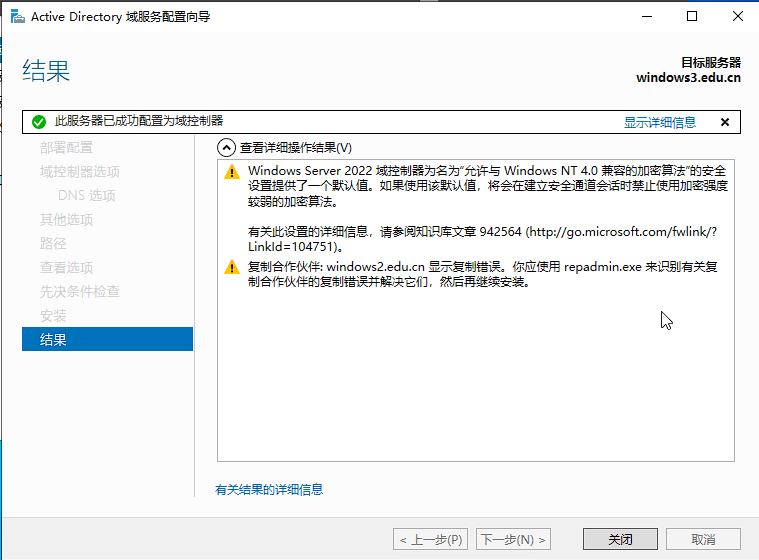 Active Directory 域服务配置向导
结果
目标服务器
windows3.edu.cn
此服务器已成功配置为域控制器
显示详细信息
部署配置
域控制器选项
DNS 选项
其他选项
路径
查看选项
先决条件检查
安装
结果
查看详细操作结果(V)
Windows Server 2022 域控制器为名为“允许与 Windows NT 4.0 兼容的加密算法”的安全
设置提供了一个默认值。如果使用该默认值，将会在建立安全通道会话时禁止使用加密强度
较弱的加密算法。
有关此设置的详细信息，请参阅知识库文章 942564 (http://go.microsoft.com/fwlink/?
LinkId=104751)。
复制合作伙伴: windows2.edu.cn 显示复制错误。你应使用 repadmin.exe 来识别有关复
制合作伙伴的复制错误并解决它们，然后再继续安装。
有关结果的详细信息
< 上一步(P)
下一步(N) >
关闭
取消